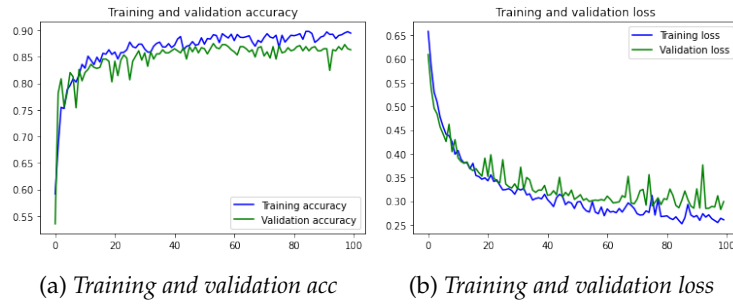 Training and validation accuracy
0.90
0.85
0.80
0.75
0.70
0.65
0.60
0.55
Training accuracy
Validation accuracy
0 20 40 60 80 100
(a) Training and validation acc
Training and validation loss
0.65
0.60
0.55
0.50
0.45
0.40
0.35
0.30
0.25
Training loss
Validation loss
0 20 40 60 80 100
(b) Training and validation loss